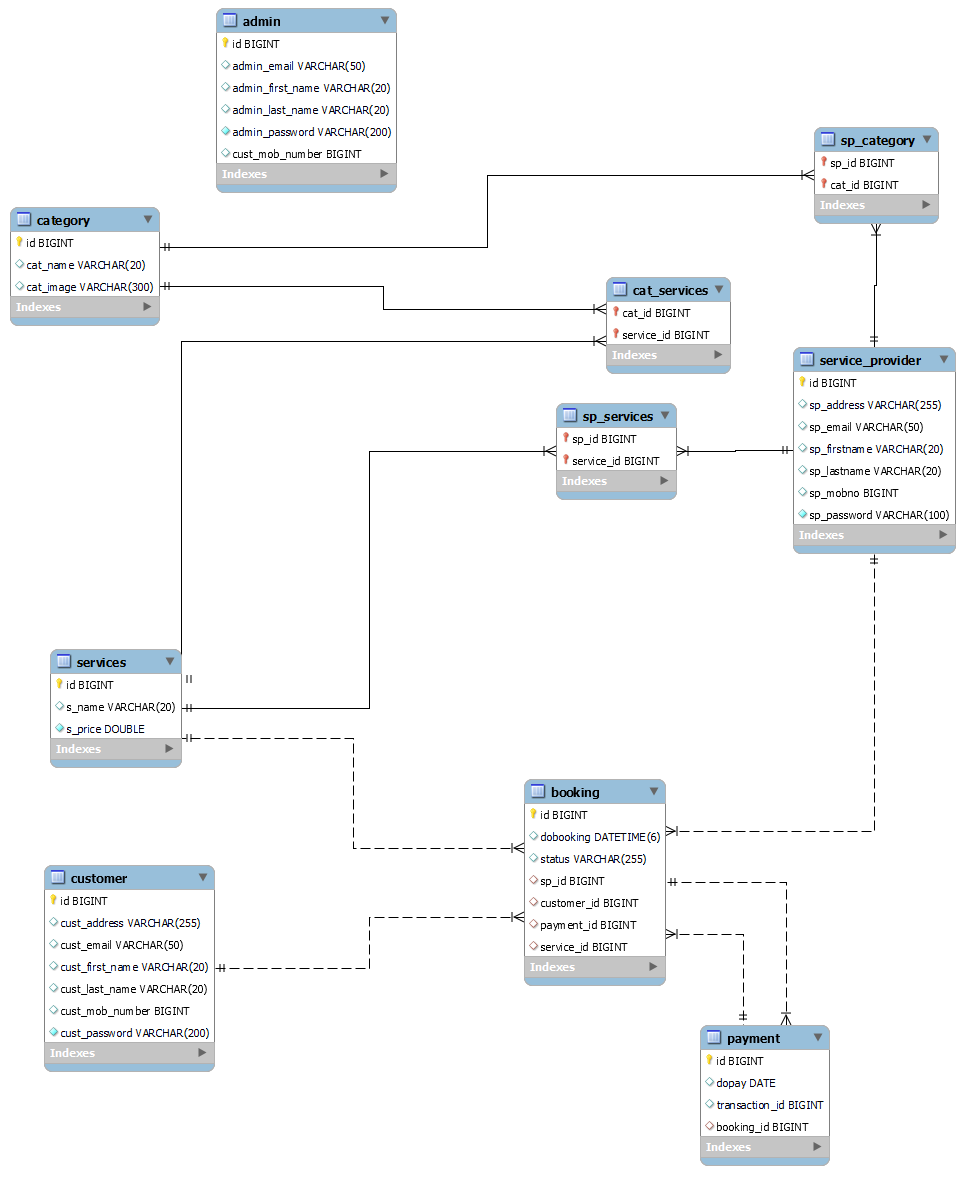 admin
id BIGINT
admin_email VARCHAR(50)
admin_first_name VARCHAR(20)
admin_last_name VARCHAR(20)
admin_password VARCHAR(200)
cust_mob_number BIGINT
Indexes
sp_category
sp_id BIGINT
cat_id BIGINT
Indexes
category
id BIGINT
cat_name VARCHAR(20)
cat_image VARCHAR(300)
Indexes
cat_services
cat_id BIGINT
service_id BIGINT
Indexes
service_provider
id BIGINT
sp_address VARCHAR(255)
sp_email VARCHAR(50)
sp_firstname VARCHAR(20)
sp_lastname VARCHAR(20)
sp_mobno BIGINT
sp_password VARCHAR(100)
Indexes
sp_services
sp_id BIGINT
service_id BIGINT
Indexes
services
id BIGINT
s_name VARCHAR(20)
s_price DOUBLE
Indexes
booking
id BIGINT
dobooking DATETIME(6)
status VARCHAR(255)
sp_id BIGINT
customer_id BIGINT
payment_id BIGINT
service_id BIGINT
Indexes
customer
id BIGINT
cust_address VARCHAR(255)
cust_email VARCHAR(50)
cust_first_name VARCHAR(20)
cust_last_name VARCHAR(20)
cust_mob_number BIGINT
cust_password VARCHAR(200)
Indexes
payment
id BIGINT
dopay DATE
transaction_id BIGINT
booking_id BIGINT
Indexes